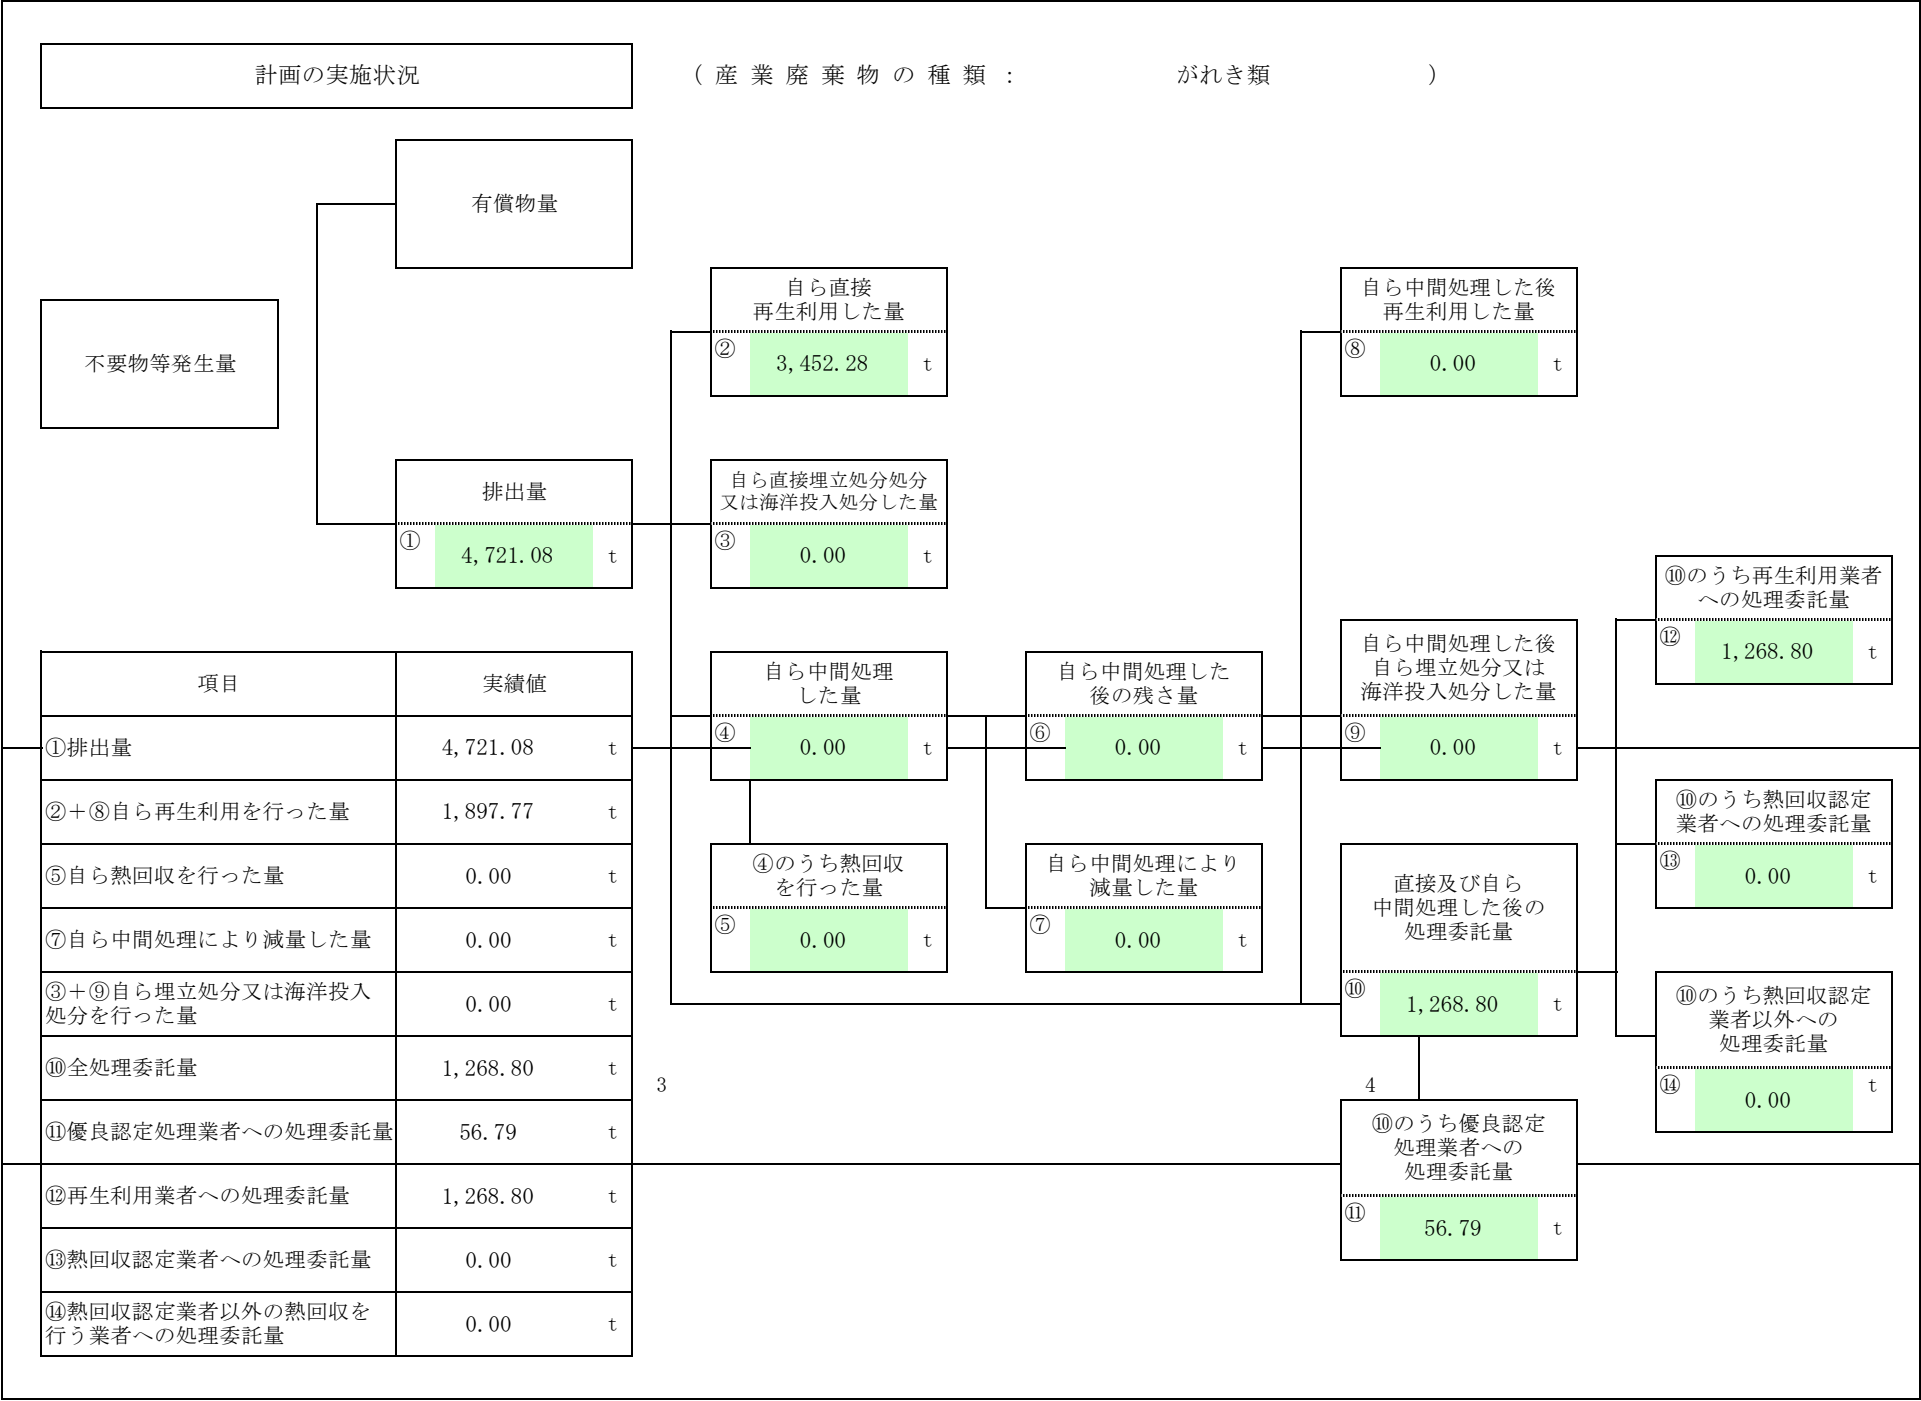 計画の実施状況
( 産 業 廃 棄 物 の 種 類 : がれき類 )
有償物量
不要物等発生量
自ら直接
再生利用した量
② 3,452.28 t
自ら中間処理した後
再生利用した量
⑧ 0.00 t
排出量
① 4,721.08 t
自ら直接埋立処分処分
又は海洋投入処分した量
③ 0.00 t
⑩のうち再生利用業者
への処理委託量
⑫ 1,268.80 t
自ら中間処理
した量
④ 0.00 t
自ら中間処理した
後の残さ量
⑥ 0.00 t
自ら中間処理した後
自ら埋立処分又は
海洋投入処分した量
⑨ 0.00 t
⑩のうち熱回収認定
業者への処理委託量
⑬ 0.00 t
④のうち熱回収
を行った量
⑤ 0.00 t
自ら中間処理により
減量した量
⑦ 0.00 t
直接及び自ら
中間処理した後の
処理委託量
⑩ 1,268.80 t
⑩のうち熱回収認定
業者以外への
処理委託量
⑭ 0.00 t
3
4
⑩のうち優良認定
処理業者への
処理委託量
⑪ 56.79 t
項目 実績値
①排出量 4,721.08 t
②＋⑧自ら再生利用を行った量 1,897.77 t
⑤自ら熱回収を行った量 0.00 t
⑦自ら中間処理により減量した量 0.00 t
③＋⑨自ら埋立処分又は海洋投入
処分を行った量 0.00 t
⑩全処理委託量 1,268.80 t
⑪優良認定処理業者への処理委託量 56.79 t
⑫再生利用業者への処理委託量 1,268.80 t
⑬熱回収認定業者への処理委託量 0.00 t
⑭熱回収認定業者以外の熱回収を
行う業者への処理委託量 0.00 t